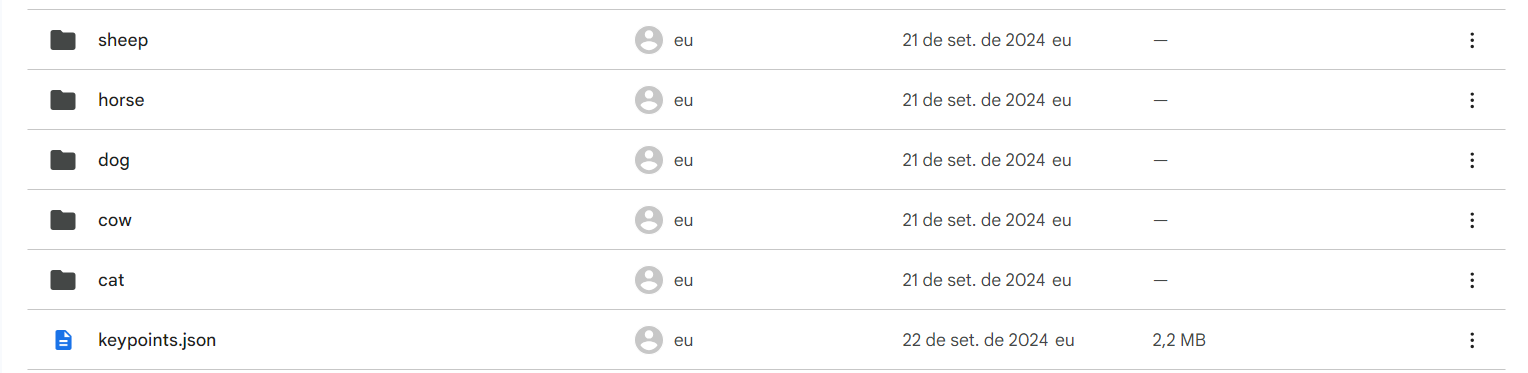 sheep eu 21 de set. de 2024 eu —
horse eu 21 de set. de 2024 eu —
dog eu 21 de set. de 2024 eu —
cow eu 21 de set. de 2024 eu —
cat eu 21 de set. de 2024 eu —
keypoints.json eu 22 de set. de 2024 eu 2,2 MB